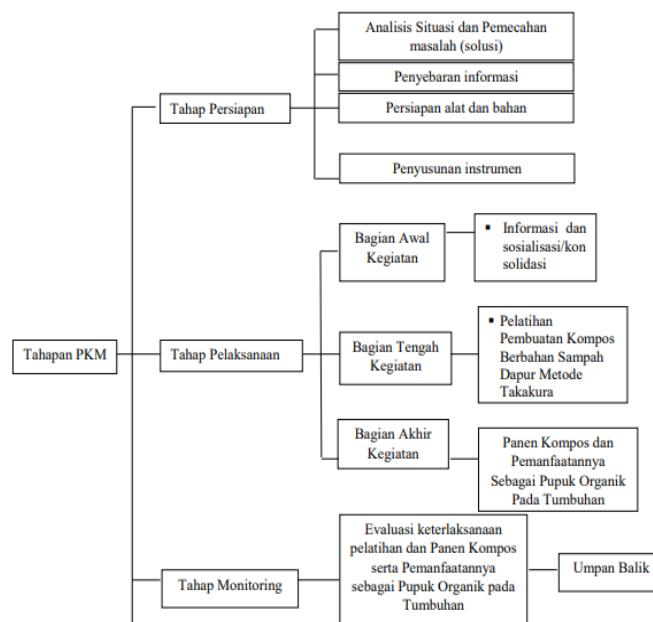 Analisis Situasi dan Pemecahan
masalah (solusi)
Penyebaran informasi
Tahap Persiapan
Persiapan alat dan bahan
Penyusunan instrumen
Bagian Awal
Kegiatan
▪ Informasi dan
sosialisasi/kon
solidasi
Tahapan PKM
Tahap Pelaksanaan
Bagian Tengah
Kegiatan
▪ Pelatihan
Pembuatan Kompos
Berbahan Sampah
Dapur Metode
Takakura
Bagian Akhir
Kegiatan
Panen Kompos dan
Pemanfaatannya
Sebagai Pupuk Organik
Pada Tumbuhan
Tahap Monitoring
Evaluasi keterlaksanaan
pelatihan dan Panen Kompos
serta Pemanfaatannya
sebagai Pupuk Organik pada
Tumbuhan
Umpan Balik